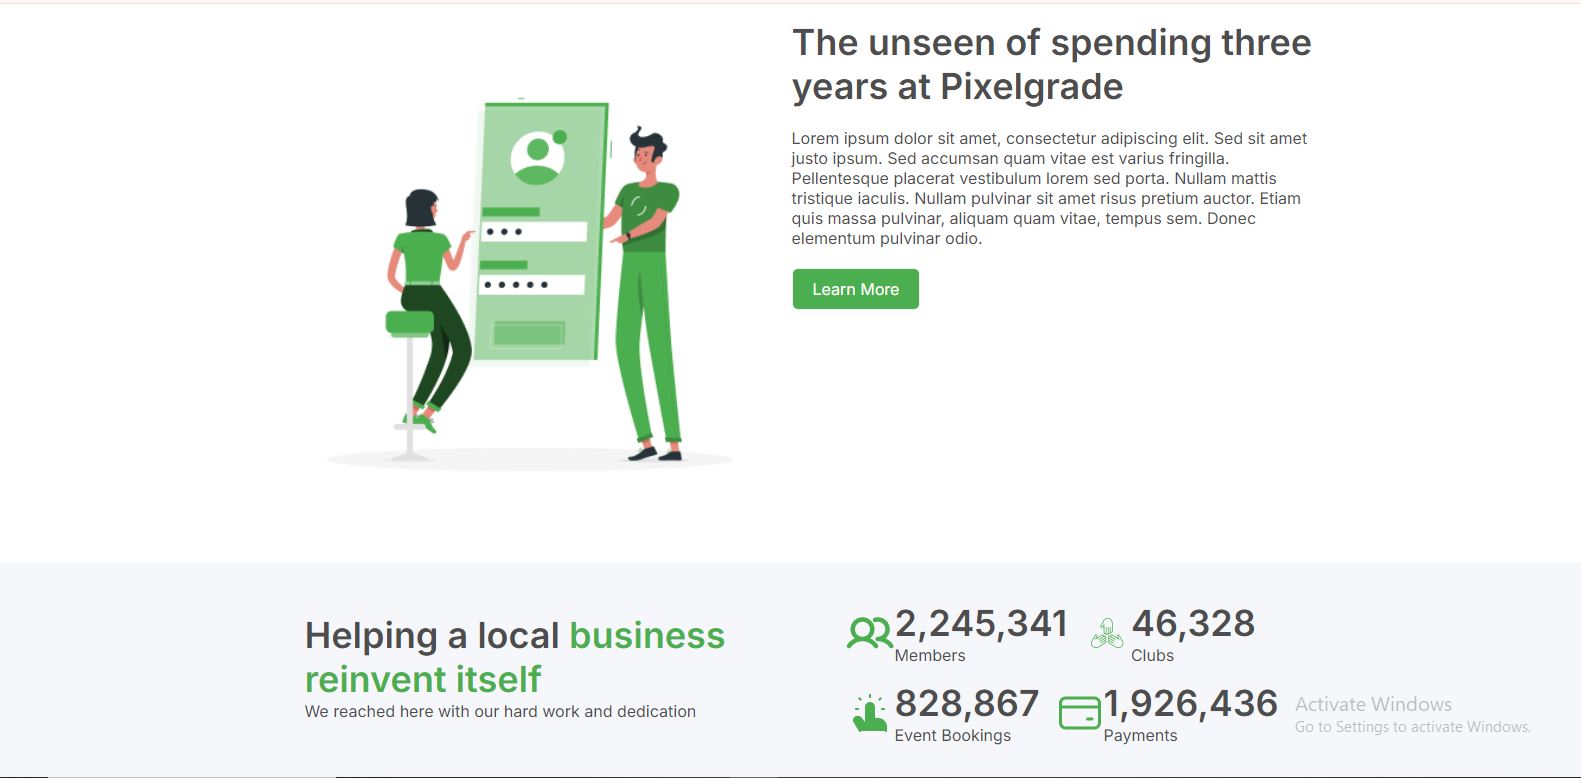 The unseen of spending three
years at Pixelgrade
Lorem ipsum dolor sit amet, consectetur adipiscing elit. Sed sit amet
justo ipsum. Sed accumsan quam vitae est varius fringilla.
Pellentesque placerat vestibulum lorem sed porta. Nullam mattis
tristique iaculis. Nullam pulvinar sit amet risus pretium auctor. Etiam
quis massa pulvinar, aliquam quam vitae, tempus sem. Donec
elementum pulvinar odio.
Learn More
Helping a local business
reinvent itself
We reached here with our hard work and dedication
2,245,341
Members
46,328
Clubs
828,867
Event Bookings
1,926,436
Payments
Activate Windows
Go to Settings to activate Windows.